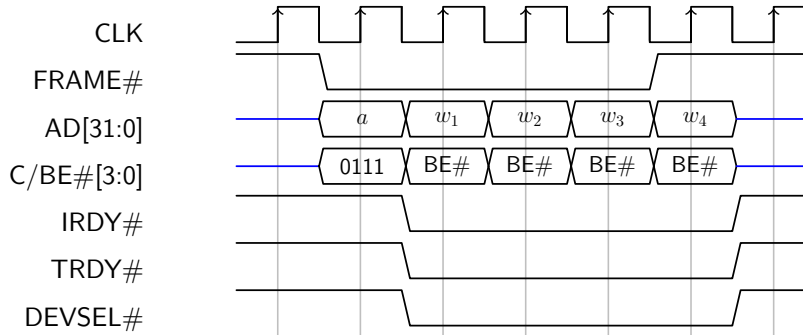 CLK
FRAME#
AD[31:0] a w₁ w₂ w₃ w₄
C/BE#[3:0] 0111 BE# BE# BE# BE#
IRDY#
TRDY#
DEVSEL#